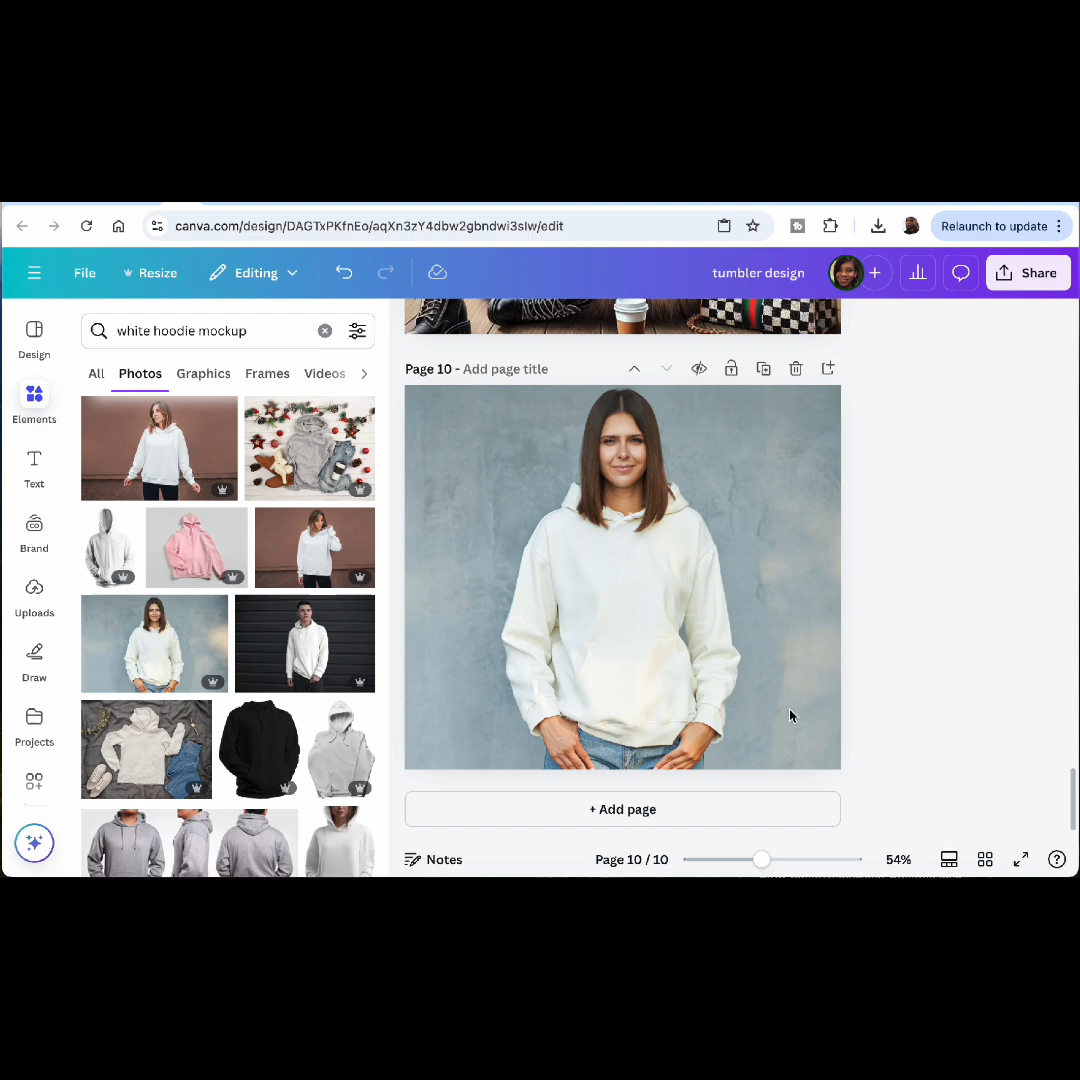 canva.com/design/DAGTxPKfnEo/aqXn3zY4dbw2gbndwi3sIw/edit
Relaunch to update
File
Resize
Editing
tumbler design
Share
Design
Elements
Text
Brand
Uploads
Draw
Projects
white hoodie mockup
All Photos Graphics Frames Videos
Page 10 - Add page title
+ Add page
Notes
Page 10 / 10
54%